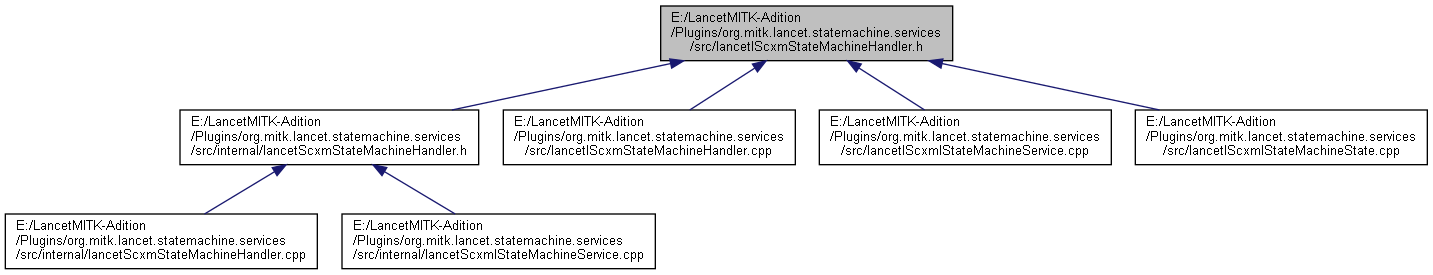 E:/LancetMITK-Adition
/Plugins/org.mitk.lancet.statemachine.services
/src/lancetIScxmStateMachineHandler.h
E:/LancetMITK-Adition
/Plugins/org.mitk.lancet.statemachine.services
/src/internal/lancetScxmStateMachineHandler.h
E:/LancetMITK-Adition
/Plugins/org.mitk.lancet.statemachine.services
/src/lancetIScxmStateMachineHandler.cpp
E:/LancetMITK-Adition
/Plugins/org.mitk.lancet.statemachine.services
/src/lancetIScxmlStateMachineService.cpp
E:/LancetMITK-Adition
/Plugins/org.mitk.lancet.statemachine.services
/src/lancetIScxmlStateMachineState.cpp
E:/LancetMITK-Adition
/Plugins/org.mitk.lancet.statemachine.services
/src/internal/lancetScxmStateMachineHandler.cpp
E:/LancetMITK-Adition
/Plugins/org.mitk.lancet.statemachine.services
/src/internal/lancetScxmlStateMachineService.cpp